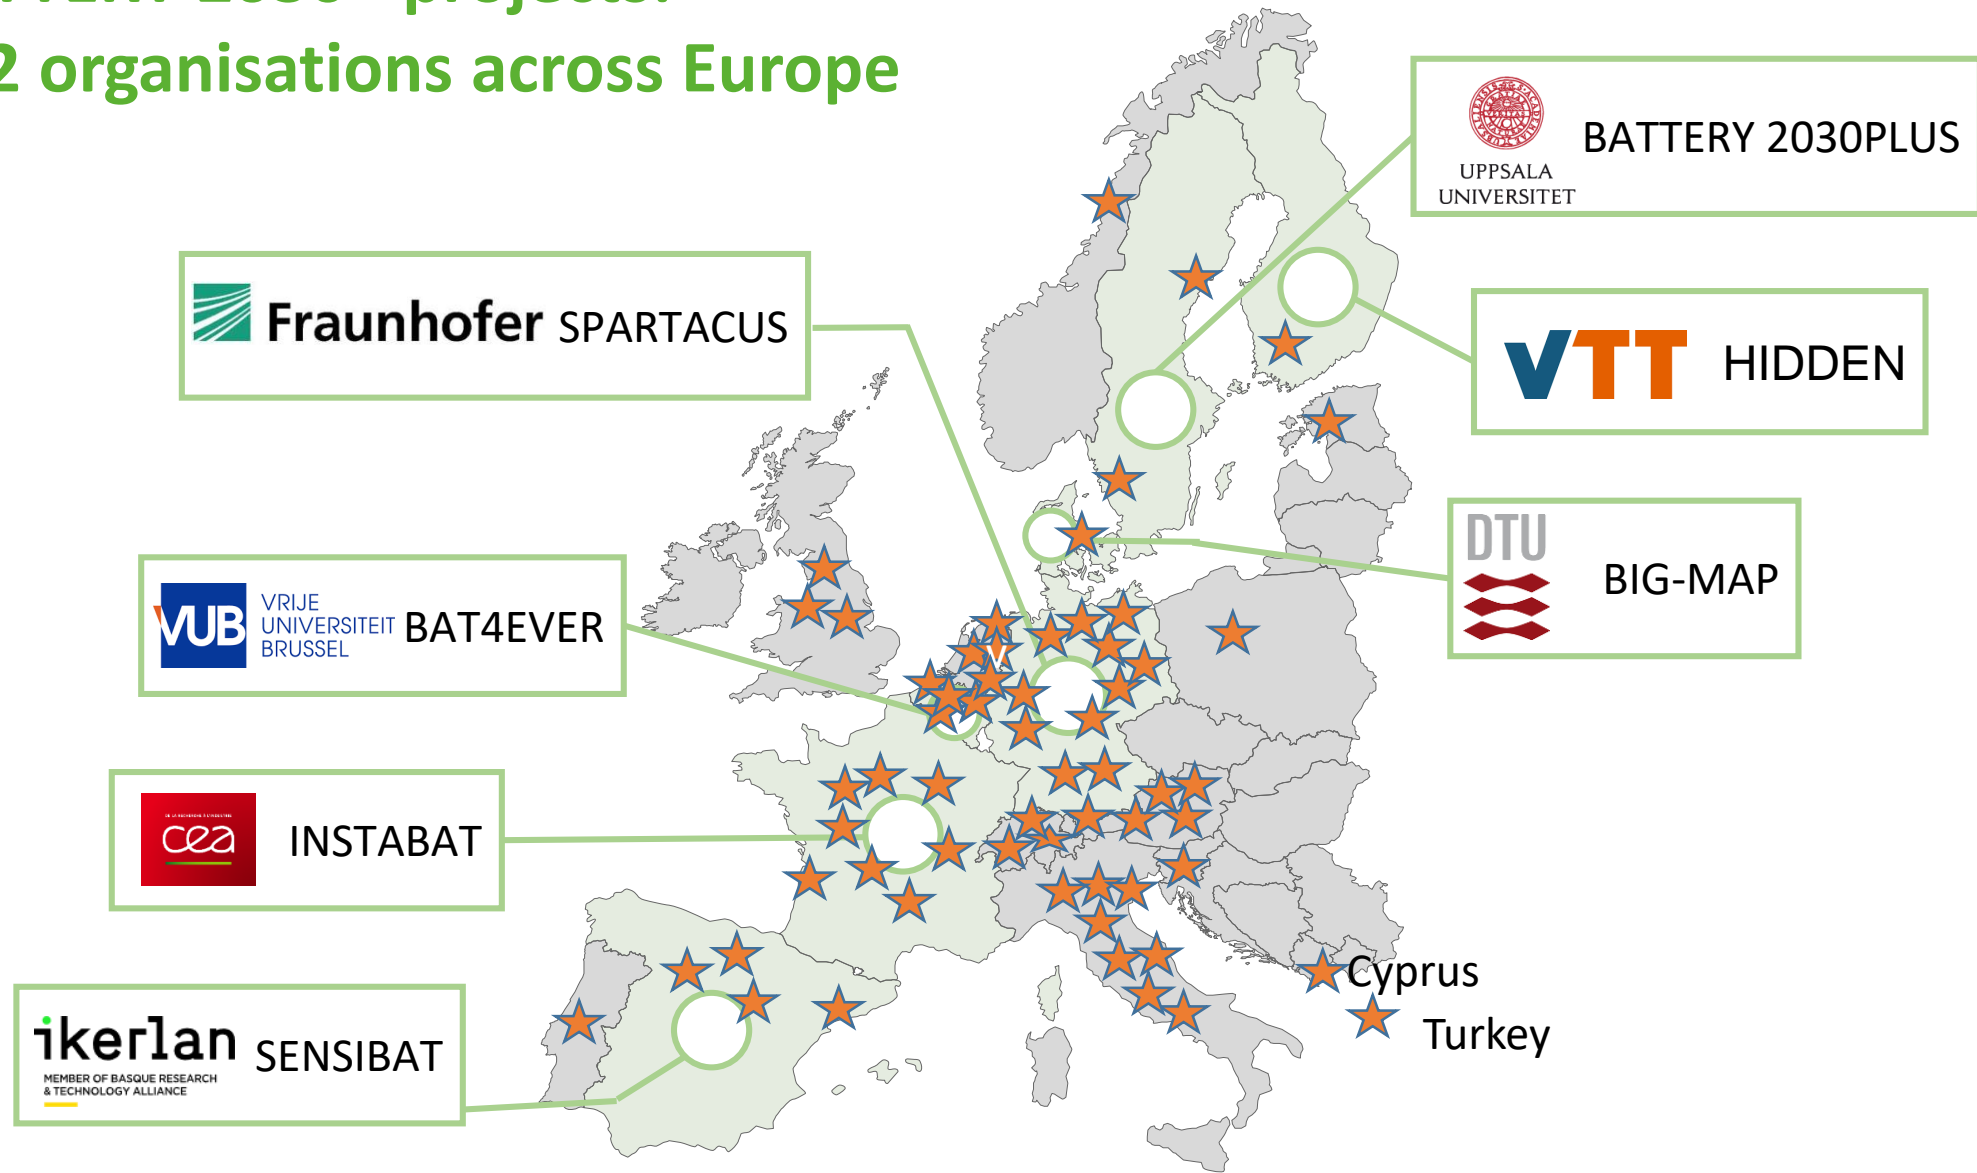 projects:
2 organisations across Europe
UPPSALA
UNIVERSITET
BATTERY 2030PLUS
Fraunhofer SPARTACUS
VTT HIDDEN
DTU
BIG-MAP
VUB
VRIJE
UNIVERSITEIT
BRUSSEL
BAT4EVER
V
cea
INSTABAT
Cyprus
Turkey
ikerlan
MEMBER OF BASQUE RESEARCH
& TECHNOLOGY ALLIANCE
SENSIBAT